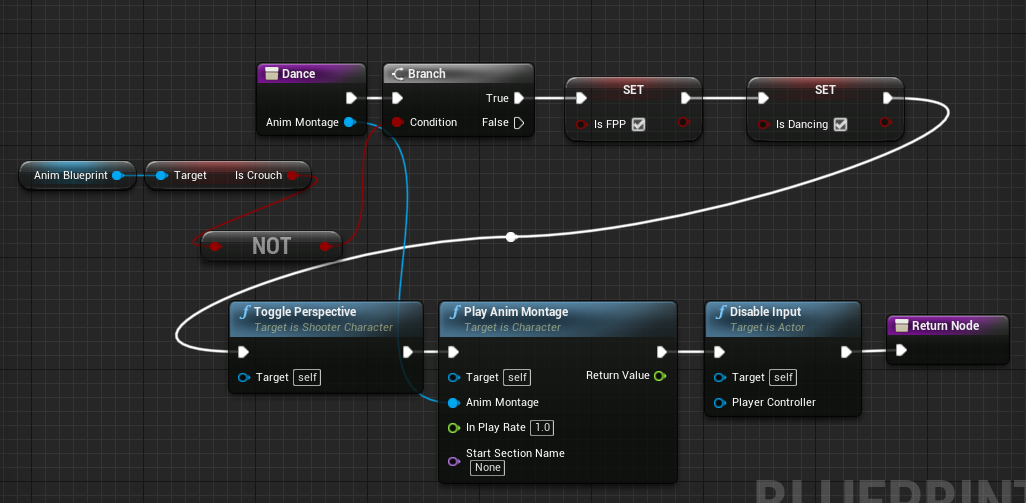 Dance
Branch
SET
SET
True
Anim Montage
Condition
False
Is FPP
Is Dancing
Anim Blueprint
Target
Is Crouch
NOT
Toggle Perspective
Target is Shooter Character
Target self
Play Anim Montage
Target is Character
Target self
Return Value
Anim Montage
In Play Rate 1.0
Start Section Name
None
Disable Input
Target is Actor
Target self
Player Controller
Return Node
BLUEPRINT